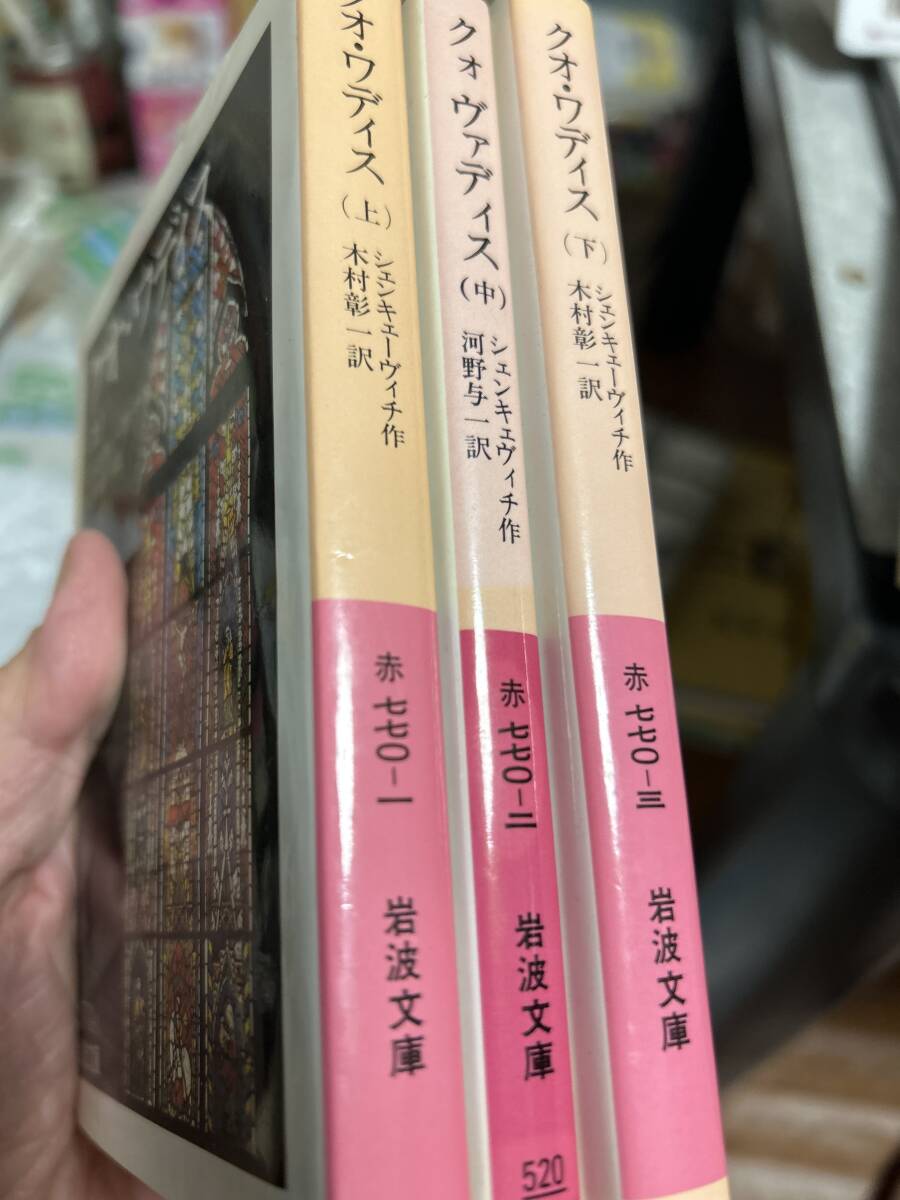 クオ・ワディス(上)
シェンキェーヴィチ作
木村彰一訳
赤 七七〇-一
岩波文庫
クォ ヴァディス(中)
シェンキェヴィチ作
河野与一訳
赤 七七〇-二
岩波文庫
520
クオ・ワディス(下)
シェンキェーヴィチ作
木村彰一訳
赤 七七〇-三
岩波文庫